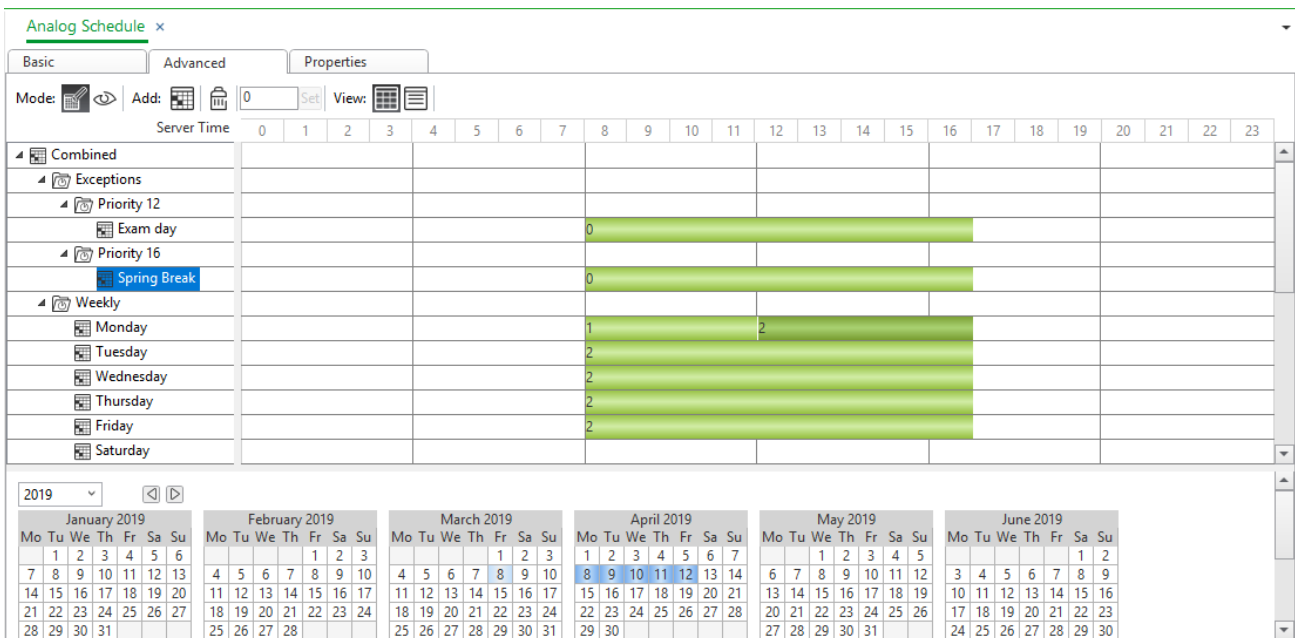 Analog Schedule ×
Basic Advanced Properties
Mode: Add: 0 Set View:
Server Time 0 1 2 3 4 5 6 7 8 9 10 11 12 13 14 15 16 17 18 19 20 21 22 23
Combined
Exceptions
Priority 12
Exam day 0
Priority 16
Spring Break 0
Weekly
Monday 1 2
Tuesday 2
Wednesday 2
Thursday 2
Friday 2
Saturday
2019
January 2019 February 2019 March 2019 April 2019 May 2019 June 2019
Mo Tu We Th Fr Sa Su Mo Tu We Th Fr Sa Su Mo Tu We Th Fr Sa Su Mo Tu We Th Fr Sa Su Mo Tu We Th Fr Sa Su Mo Tu We Th Fr Sa Su
1 2 3 4 5 6 1 2 3 1 2 3 1 2 3 4 5 6 7 1 2 3 4 5 1 2
7 8 9 10 11 12 13 4 5 6 7 8 9 10 4 5 6 7 8 9 10 8 9 10 11 12 13 14 6 7 8 9 10 11 12 3 4 5 6 7 8 9
14 15 16 17 18 19 20 11 12 13 14 15 16 17 11 12 13 14 15 16 17 15 16 17 18 19 20 21 13 14 15 16 17 18 19 10 11 12 13 14 15 16
21 22 23 24 25 26 27 18 19 20 21 22 23 24 18 19 20 21 22 23 24 22 23 24 25 26 27 28 20 21 22 23 24 25 26 17 18 19 20 21 22 23
28 29 30 31 25 26 27 28 25 26 27 28 29 30 31 29 30 27 28 29 30 31 24 25 26 27 28 29 30